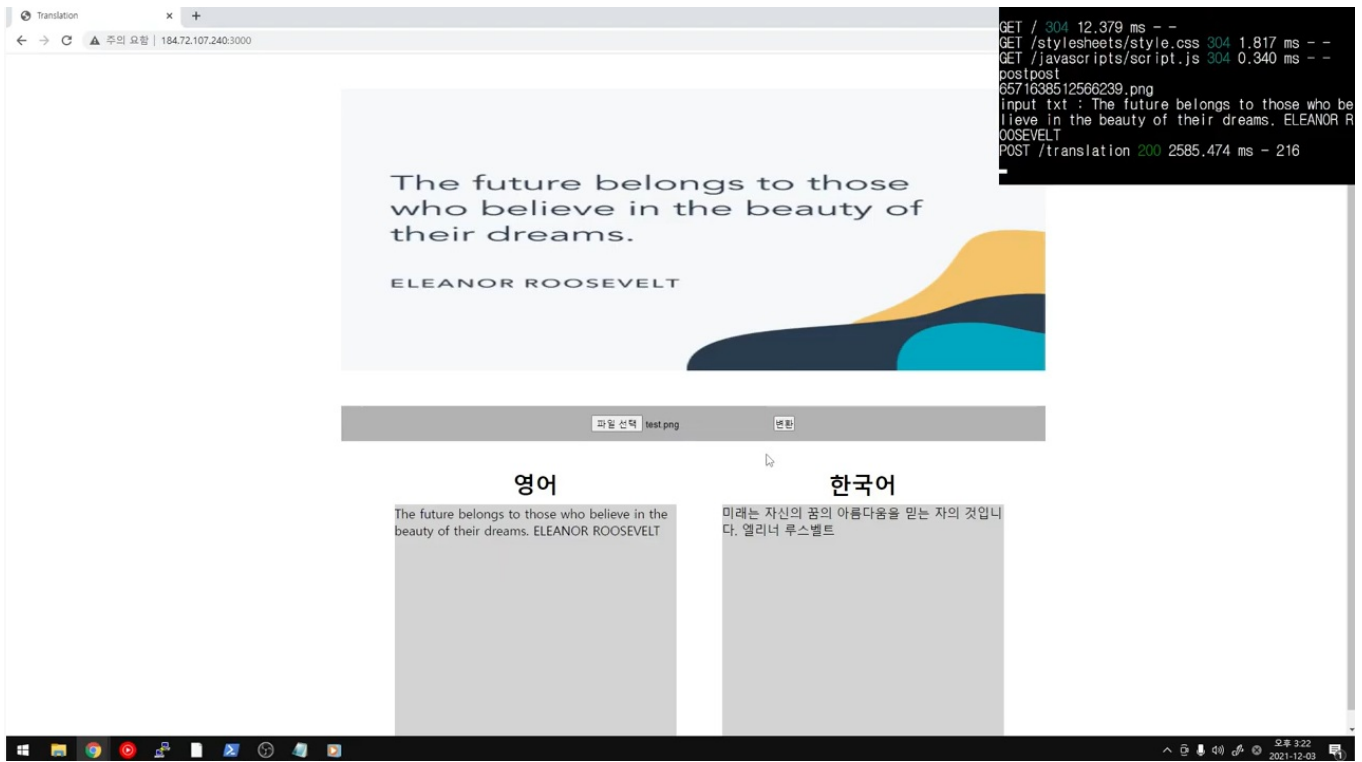 Translation
주의 요함 | 184.72.107.240:3000
GET / 304 12.379 ms - -
GET /stylesheets/style.css 304 1.817 ms - -
GET /javascripts/script.js 304 0.340 ms - -
postpost
6571638512566239.png
input txt : The future belongs to those who be
lieve in the beauty of their dreams. ELEANOR R
OOSEVELT
POST /translation 200 2585.474 ms - 216
The future belongs to those
who believe in the beauty of
their dreams.
ELEANOR ROOSEVELT
파일 선택 test.png 변환
영어
The future belongs to those who believe in the
beauty of their dreams. ELEANOR ROOSEVELT
한국어
미래는 자신의 꿈의 아름다움을 믿는 자의 것입니
다. 엘리너 루스벨트
오후 3:22
2021-12-03